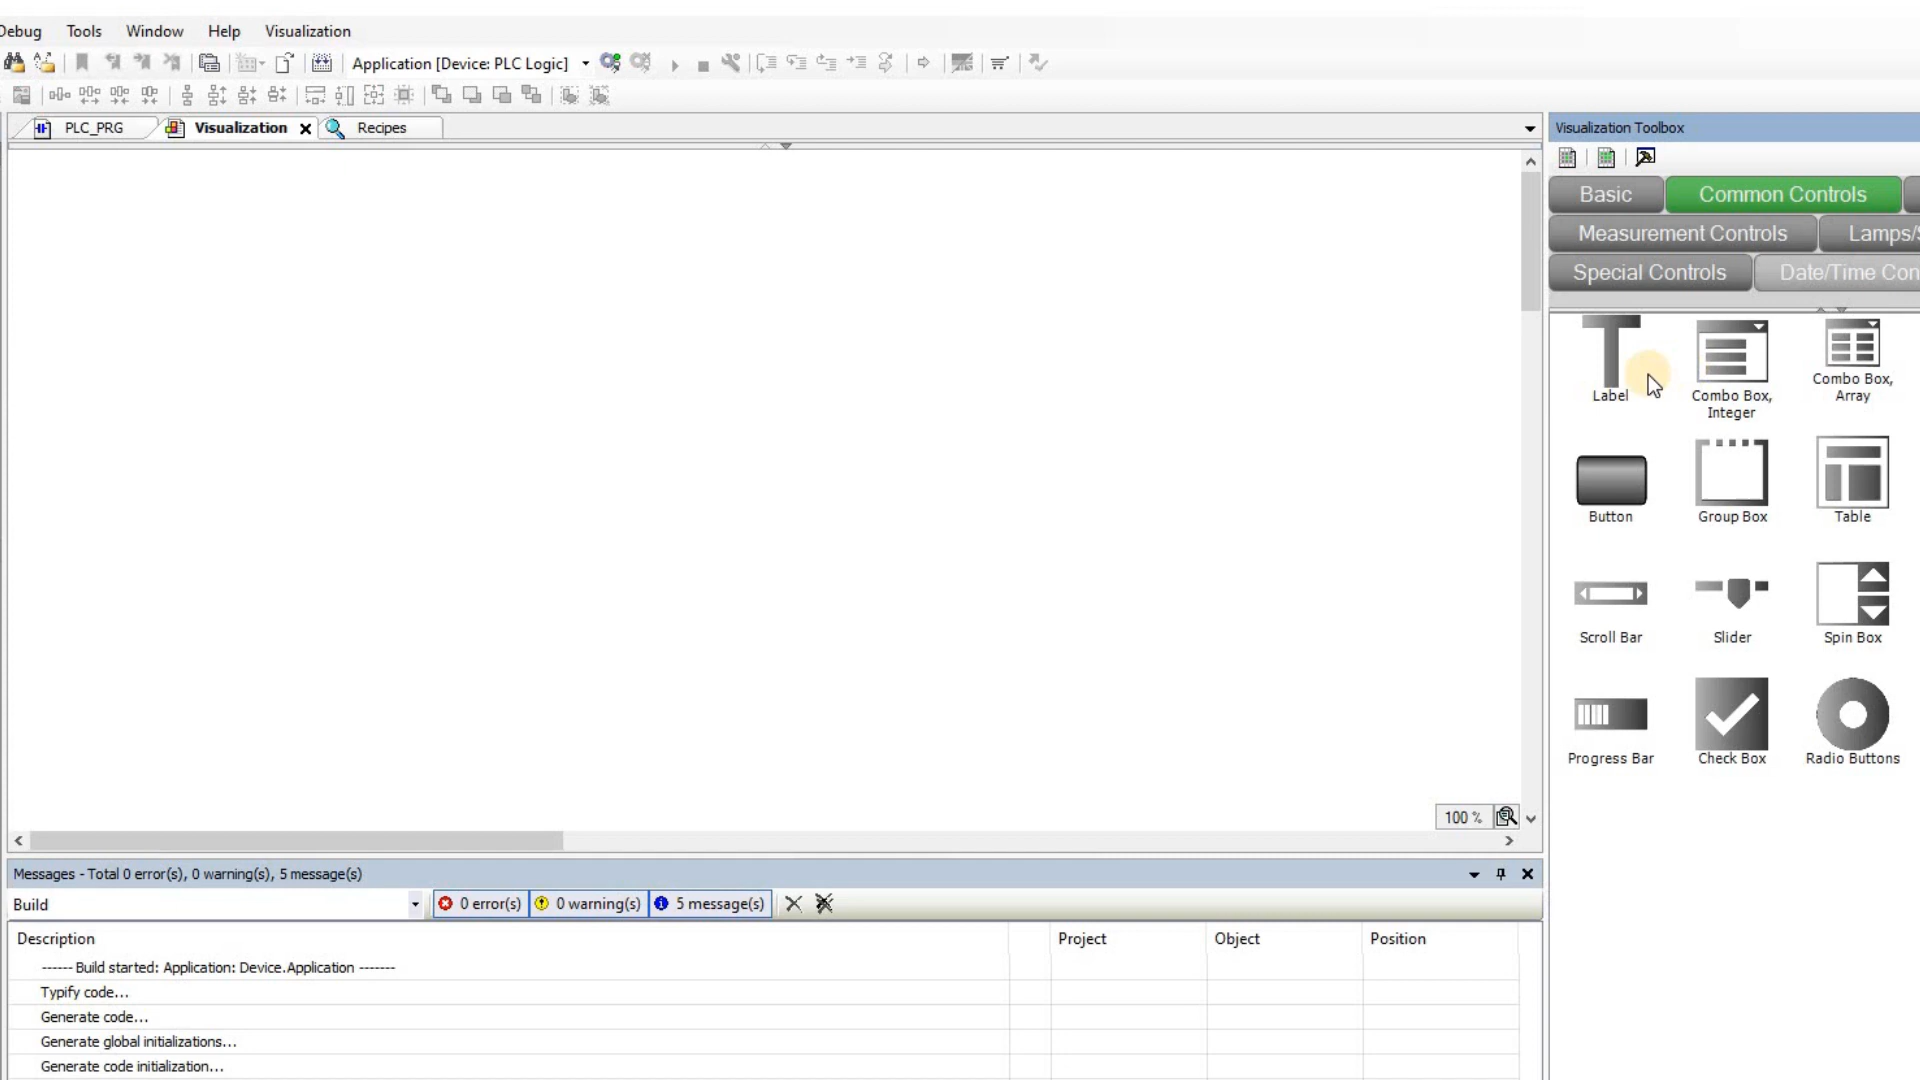 Debug Tools Window Help Visualization
Application [Device: PLC Logic]
PLC_PRG Visualization Recipes
Visualization Toolbox
Basic Common Controls
Measurement Controls Lamps/S
Special Controls Date/Time Con
Label Combo Box, Integer Combo Box, Array
Button Group Box Table
Scroll Bar Slider Spin Box
Progress Bar Check Box Radio Buttons
100 %
Messages - Total 0 error(s), 0 warning(s), 5 message(s)
Build 0 error(s) 0 warning(s) 5 message(s)
Description Project Object Position
------ Build started: Application: Device.Application -------
Typify code...
Generate code...
Generate global initializations...
Generate code initialization...